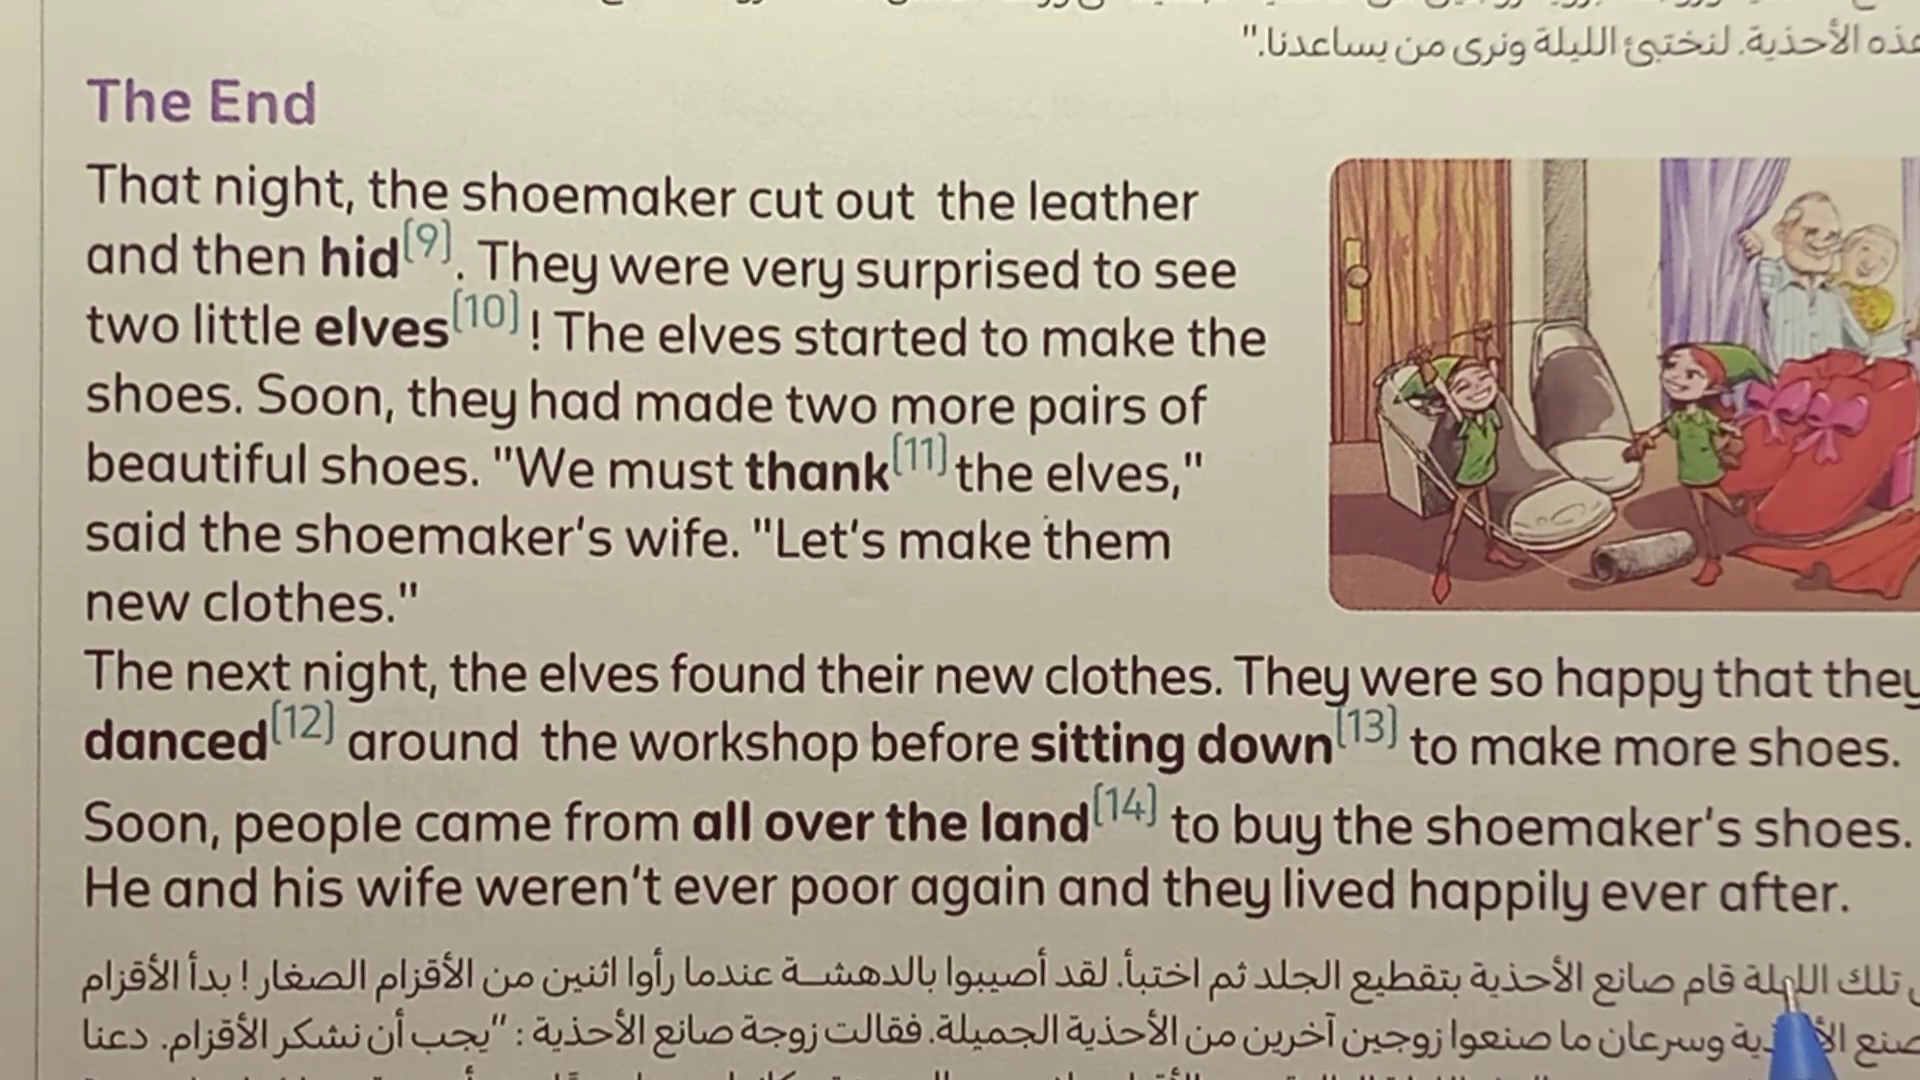 هذه الأحذية. لنختبئ الليلة ونرى من يساعدنا."
The End
That night, the shoemaker cut out the leather
and then hid[9]. They were very surprised to see
two little elves[10]! The elves started to make the
shoes. Soon, they had made two more pairs of
beautiful shoes. "We must thank[11] the elves,"
said the shoemaker's wife. "Let's make them
new clothes."
The next night, the elves found their new clothes. They were so happy that they
danced[12] around the workshop before sitting down[13] to make more shoes.
Soon, people came from all over the land[14] to buy the shoemaker's shoes.
He and his wife weren't ever poor again and they lived happily ever after.
تلك الليلة قام صانع الأحذية بتقطيع الجلد ثم اختبأ. لقد أصيبوا بالدهشة عندما رأوا اثنين من الأقزام الصغار! بدأ الأقزام
وسرعان ما صنعوا زوجين آخرين من الأحذية الجميلة. فقالت زوجة صانع الأحذية: "يجب أن نشكر الأقزام. دعنا